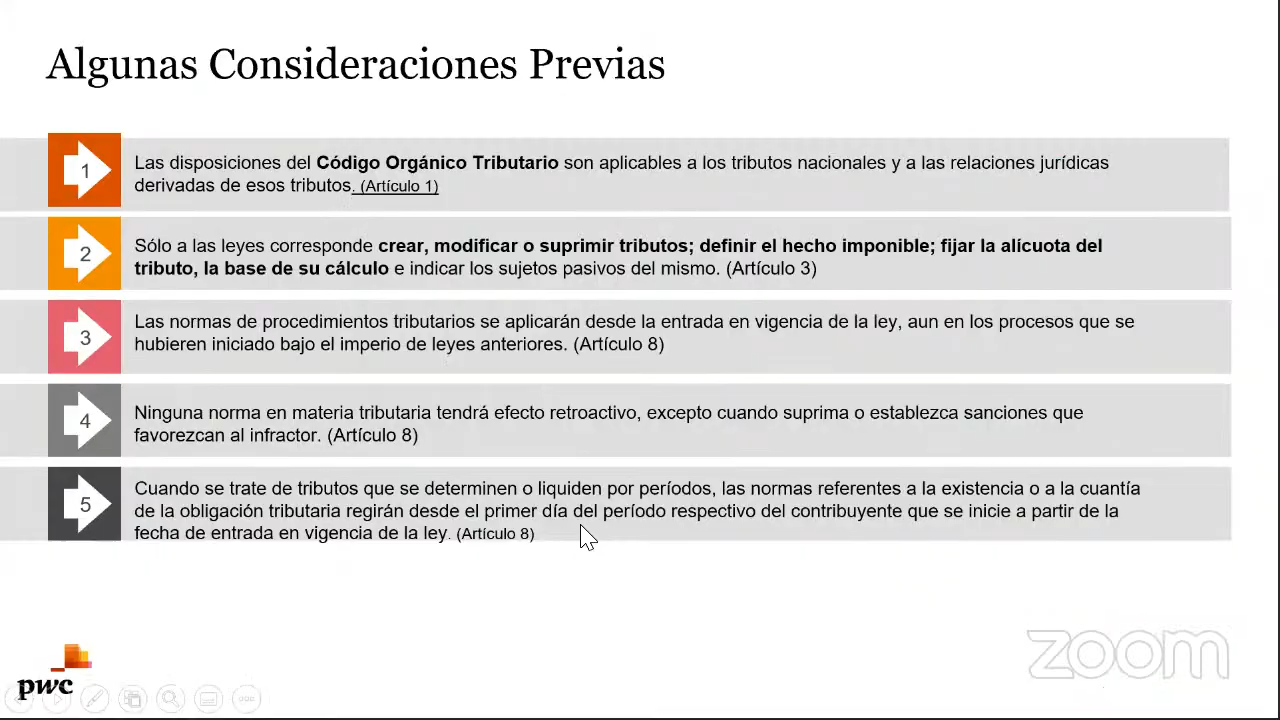 Algunas Consideraciones Previas
1
Las disposiciones del Código Orgánico Tributario son aplicables a los tributos nacionales y a las relaciones jurídicas
derivadas de esos tributos. (Artículo 1)
2
Sólo a las leyes corresponde crear, modificar o suprimir tributos; definir el hecho imponible; fijar la alícuota del
tributo, la base de su cálculo e indicar los sujetos pasivos del mismo. (Artículo 3)
3
Las normas de procedimientos tributarios se aplicarán desde la entrada en vigencia de la ley, aun en los procesos que se
hubieren iniciado bajo el imperio de leyes anteriores. (Artículo 8)
4
Ninguna norma en materia tributaria tendrá efecto retroactivo, excepto cuando suprima o establezca sanciones que
favorezcan al infractor. (Artículo 8)
5
Cuando se trate de tributos que se determinen o liquiden por períodos, las normas referentes a la existencia o a la cuantía
de la obligación tributaria regirán desde el primer día del período respectivo del contribuyente que se inicie a partir de la
fecha de entrada en vigencia de la ley. (Artículo 8)
pwc
zoom